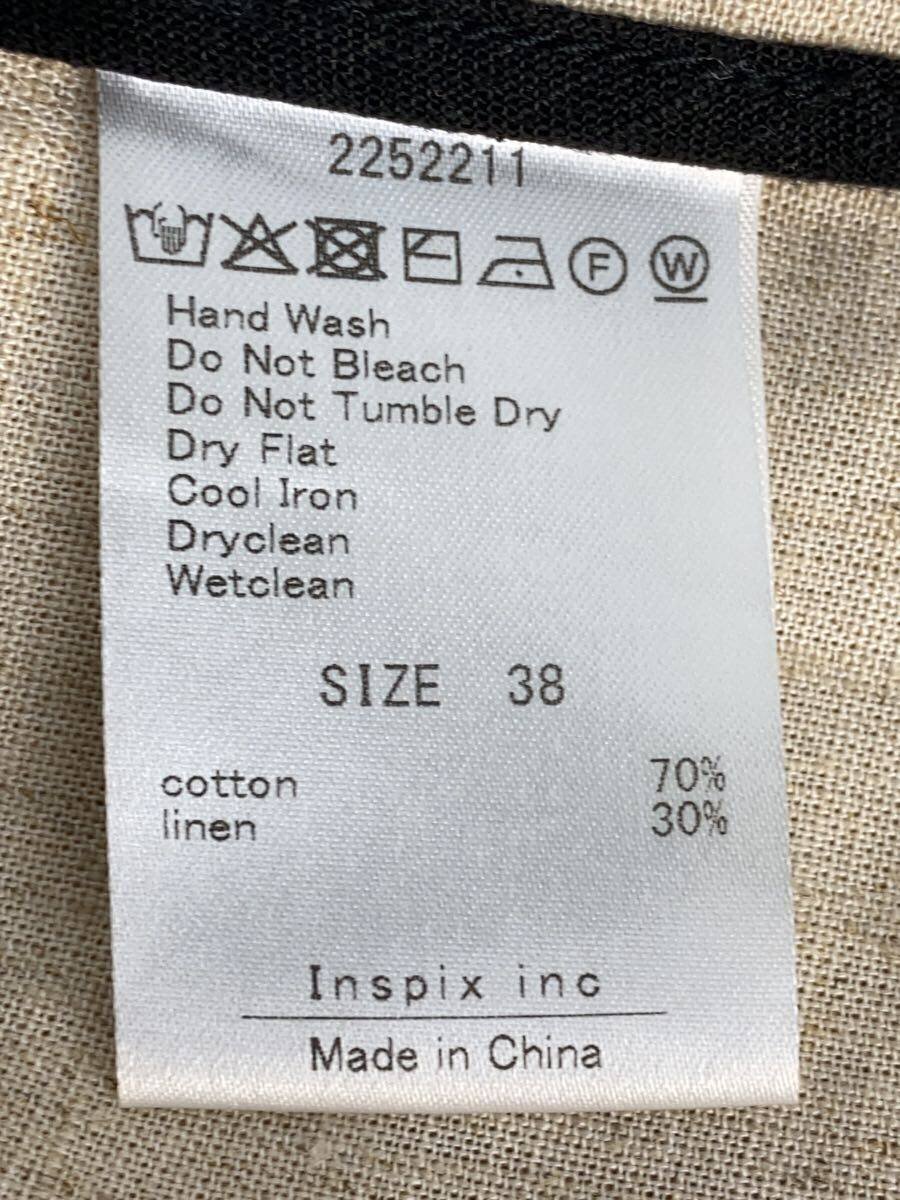 2252211
F W
Hand Wash
Do Not Bleach
Do Not Tumble Dry
Dry Flat
Cool Iron
Dryclean
Wetclean
SIZE 38
cotton 70%
linen 30%
Inspix inc
Made in China